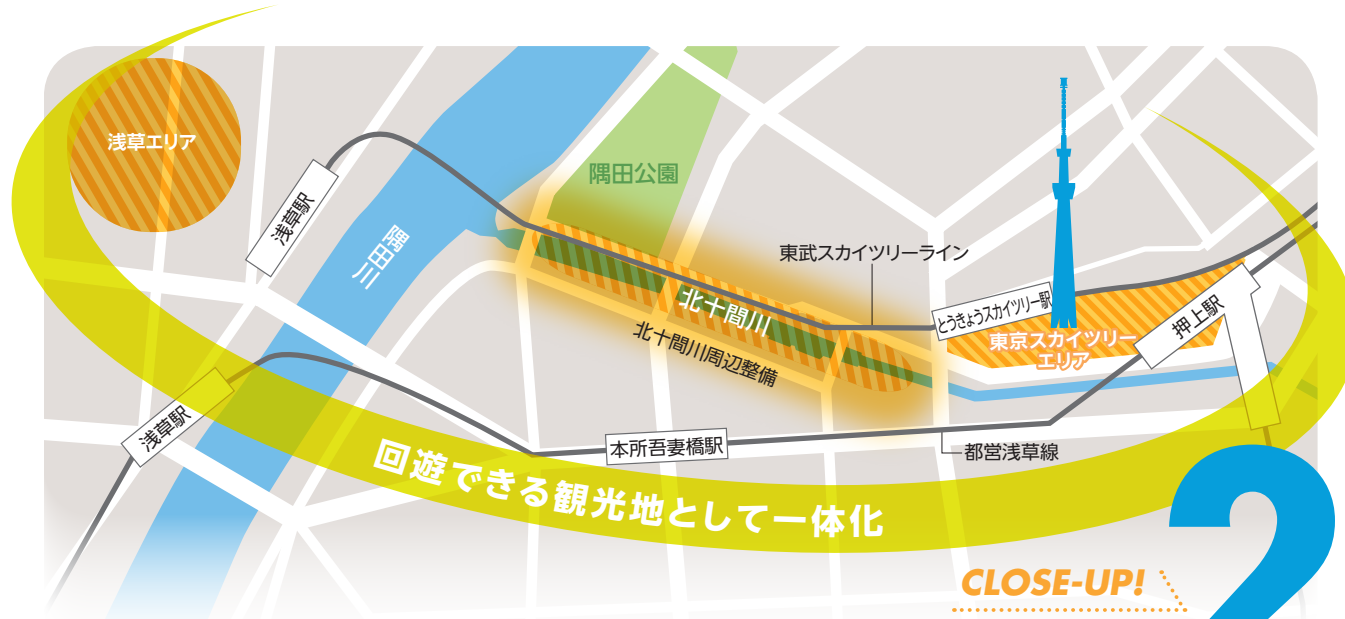 浅草エリア
浅草駅
隅田川
隅田公園
東武スカイツリーライン
とうきょうスカイツリー駅
押上駅
東京スカイツリー
エリア
北十間川
北十間川周辺整備
浅草駅
本所吾妻橋駅
都営浅草線
回遊できる観光地として一体化
CLOSE-UP!
2